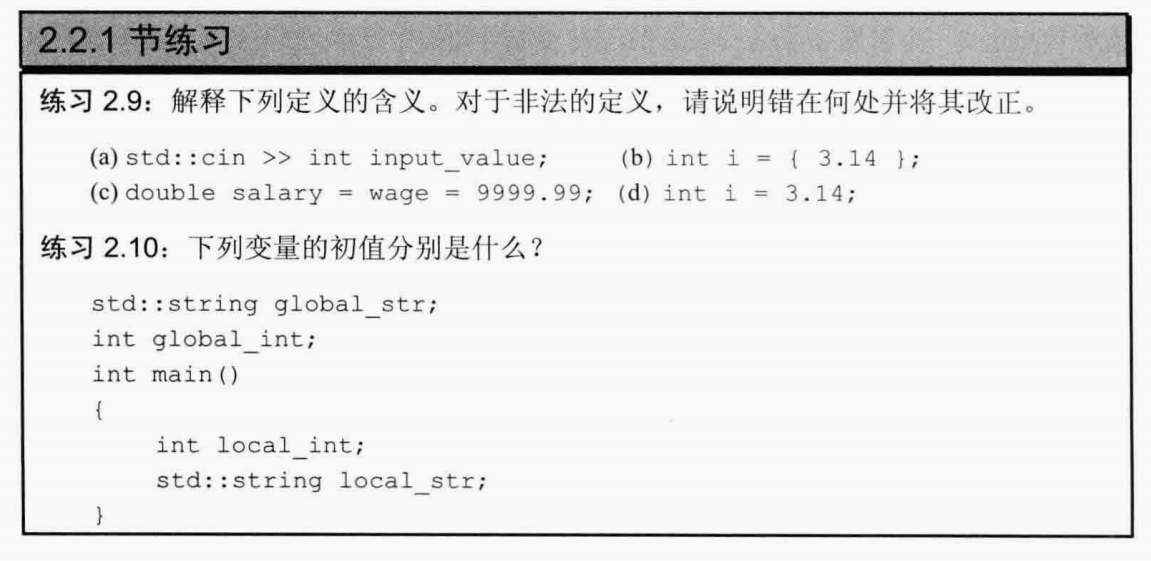 2.2.1 节练习
练习 2.9：解释下列定义的含义。对于非法的定义，请说明错在何处并将其改正。
(a) std::cin >> int input_value; (b) int i = { 3.14 };
(c) double salary = wage = 9999.99; (d) int i = 3.14;
练习 2.10：下列变量的初值分别是什么？
std::string global_str;
int global_int;
int main()
{
int local_int;
std::string local_str;
}